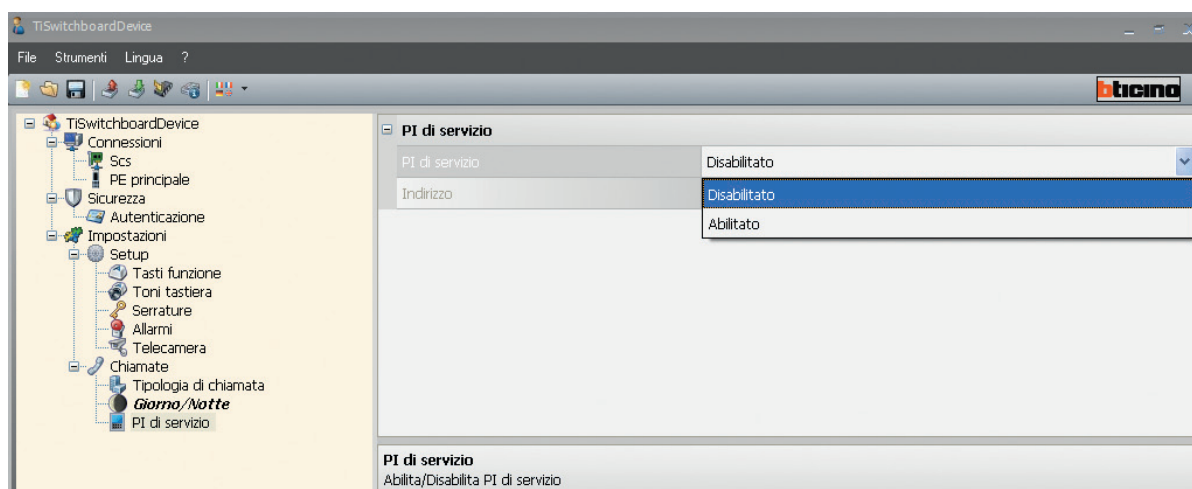 TiSwitchboardDevice
File Strumenti Lingua ?
bticino
TiSwitchboardDevice
Connessioni
Scs
PE principale
Sicurezza
Autenticazione
Impostazioni
Setup
Tasti funzione
Toni tastiera
Serrature
Allarmi
Telecamera
Chiamate
Tipologia di chiamata
Giorno/Notte
PI di servizio
PI di servizio
PI di servizio Disabilitato
Indirizzo
Disabilitato
Abilitato
PI di servizio
Abilita/Disabilita PI di servizio